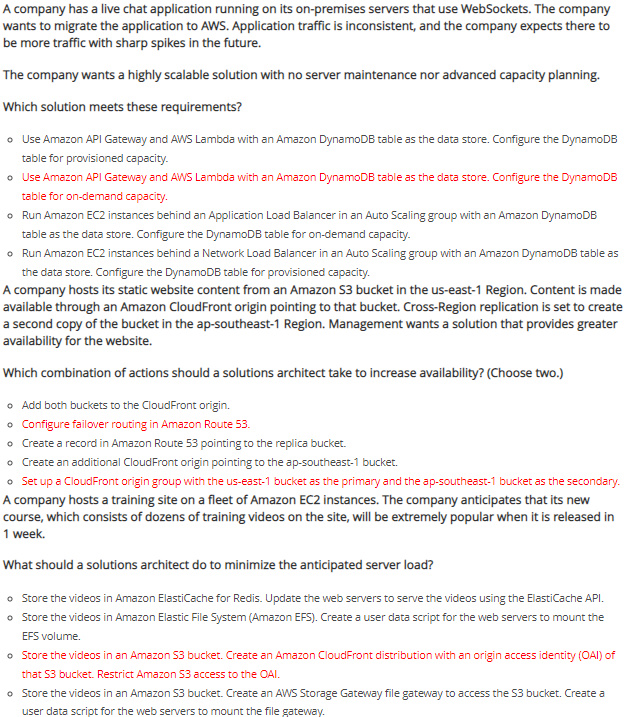 A company has a live chat application running on its on-premises servers that use WebSockets. The company
wants to migrate the application to AWS. Application traffic is inconsistent, and the company expects there to
be more traffic with sharp spikes in the future.
The company wants a highly scalable solution with no server maintenance nor advanced capacity planning.
Which solution meets these requirements?
Use Amazon API Gateway and AWS Lambda with an Amazon DynamoDB table as the data store. Configure the DynamoDB
table for provisioned capacity.
Use Amazon API Gateway and AWS Lambda with an Amazon DynamoDB table as the data store. Configure the DynamoDB
table for on-demand capacity.
Run Amazon EC2 instances behind an Application Load Balancer in an Auto Scaling group with an Amazon DynamoDB
table as the data store. Configure the DynamoDB table for on-demand capacity.
Run Amazon EC2 instances behind a Network Load Balancer in an Auto Scaling group with an Amazon DynamoDB table as
the data store. Configure the DynamoDB table for provisioned capacity.
A company hosts its static website content from an Amazon S3 bucket in the us-east-1 Region. Content is made
available through an Amazon CloudFront origin pointing to that bucket. Cross-Region replication is set to create
a second copy of the bucket in the ap-southeast-1 Region. Management wants a solution that provides greater
availability for the website.
Which combination of actions should a solutions architect take to increase availability? (Choose two.)
Add both buckets to the CloudFront origin.
Configure failover routing in Amazon Route 53.
Create a record in Amazon Route 53 pointing to the replica bucket.
Create an additional CloudFront origin pointing to the ap-southeast-1 bucket.
Set up a CloudFront origin group with the us-east-1 bucket as the primary and the ap-southeast-1 bucket as the secondary.
A company hosts a training site on a fleet of Amazon EC2 instances. The company anticipates that its new
course, which consists of dozens of training videos on the site, will be extremely popular when it is released in
1 week.
What should a solutions architect do to minimize the anticipated server load?
Store the videos in Amazon ElastiCache for Redis. Update the web servers to serve the videos using the ElastiCache API.
Store the videos in Amazon Elastic File System (Amazon EFS). Create a user data script for the web servers to mount the
EFS volume.
Store the videos in an Amazon S3 bucket. Create an Amazon CloudFront distribution with an origin access identity (OAI) of
that S3 bucket. Restrict Amazon S3 access to the OAI.
Store the videos in an Amazon S3 bucket. Create an AWS Storage Gateway file gateway to access the S3 bucket. Create a
user data script for the web servers to mount the file gateway.